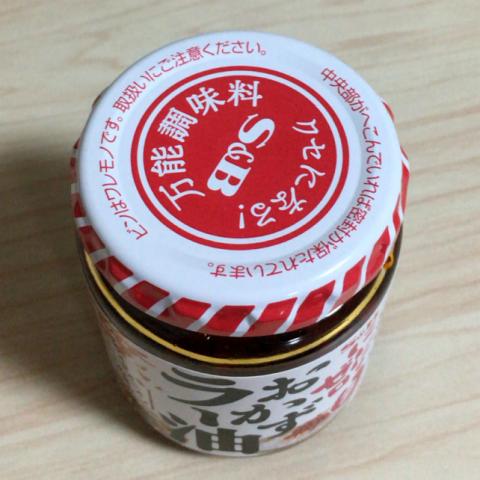 ビンはワレモノです。取扱いにご注意ください。
中央部がへこんでいれば密封が保たれています。
万能調味料
S&B
クセになる!
おかず
ラー油